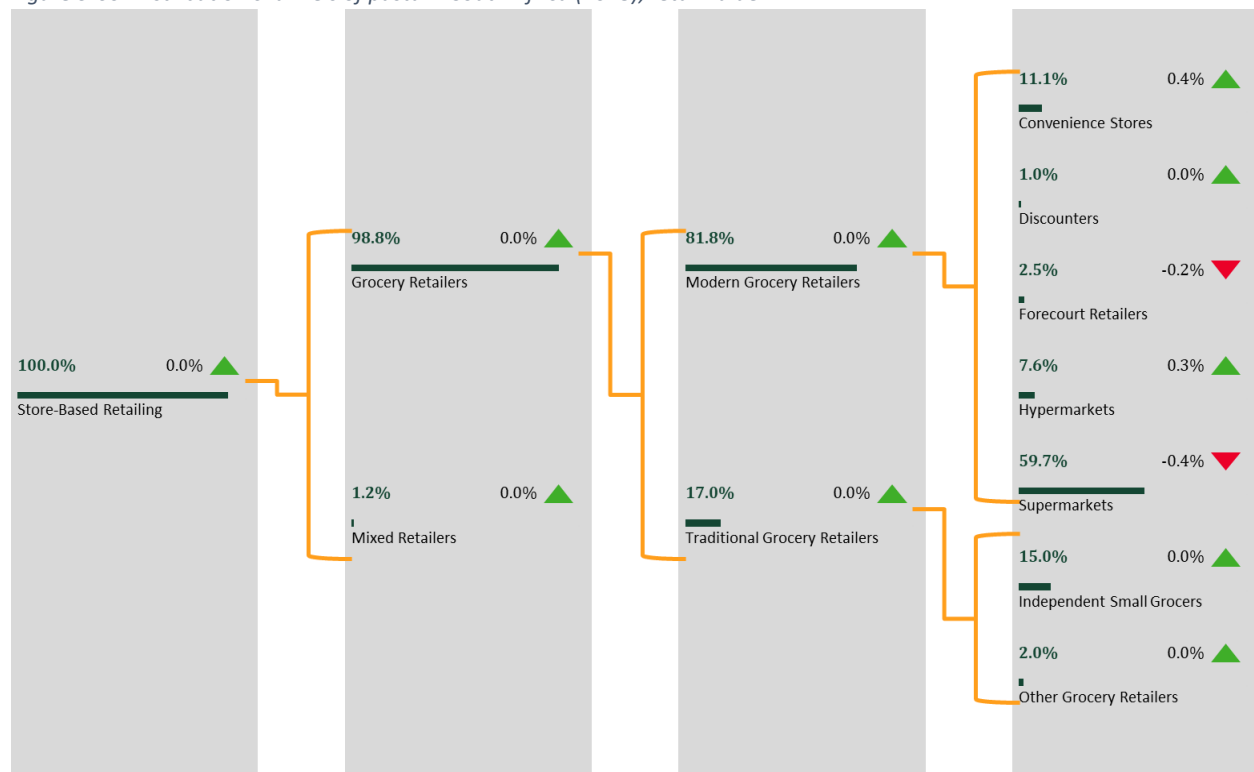 100.0% 0.0%
Store-Based Retailing
98.8% 0.0%
Grocery Retailers
1.2% 0.0%
Mixed Retailers
81.8% 0.0%
Modern Grocery Retailers
17.0% 0.0%
Traditional Grocery Retailers
11.1% 0.4%
Convenience Stores
1.0% 0.0%
Discounters
2.5% -0.2%
Forecourt Retailers
7.6% 0.3%
Hypermarkets
59.7% -0.4%
Supermarkets
15.0% 0.0%
Independent Small Grocers
2.0% 0.0%
Other Grocery Retailers